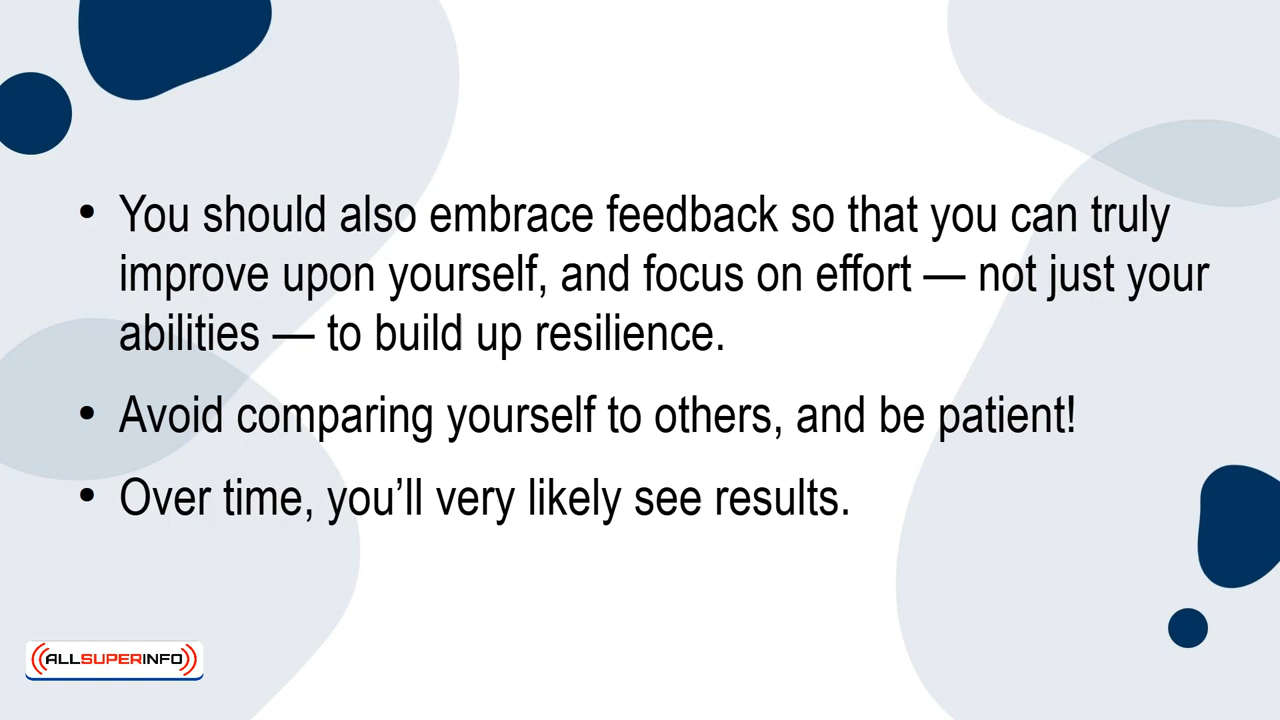 • You should also embrace feedback so that you can truly
improve upon yourself, and focus on effort — not just your
abilities — to build up resilience.
• Avoid comparing yourself to others, and be patient!
• Over time, you’ll very likely see results.
ALLSUPERINFO